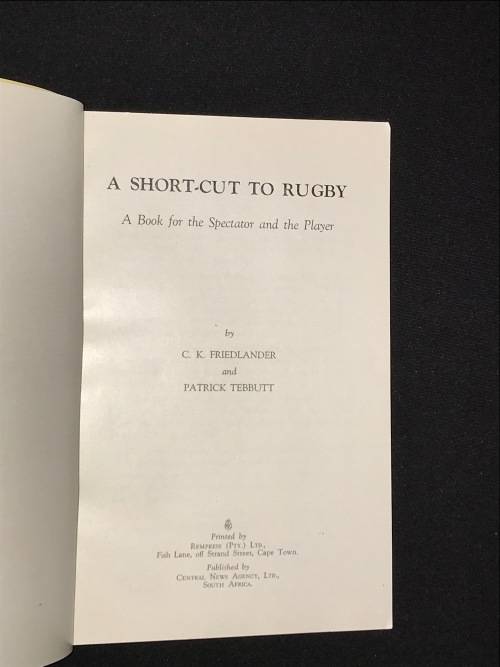 A SHORT-CUT TO RUGBY
A Book for the Spectator and the Player
by
C. K. FRIEDLANDER
and
PATRICK TEBBUTT
Printed by
REMPRESS (PTY.) LTD.,
Fish Lane, off Strand Street, Cape Town.
Published by
CENTRAL NEWS AGENCY, LTD.,
SOUTH AFRICA.